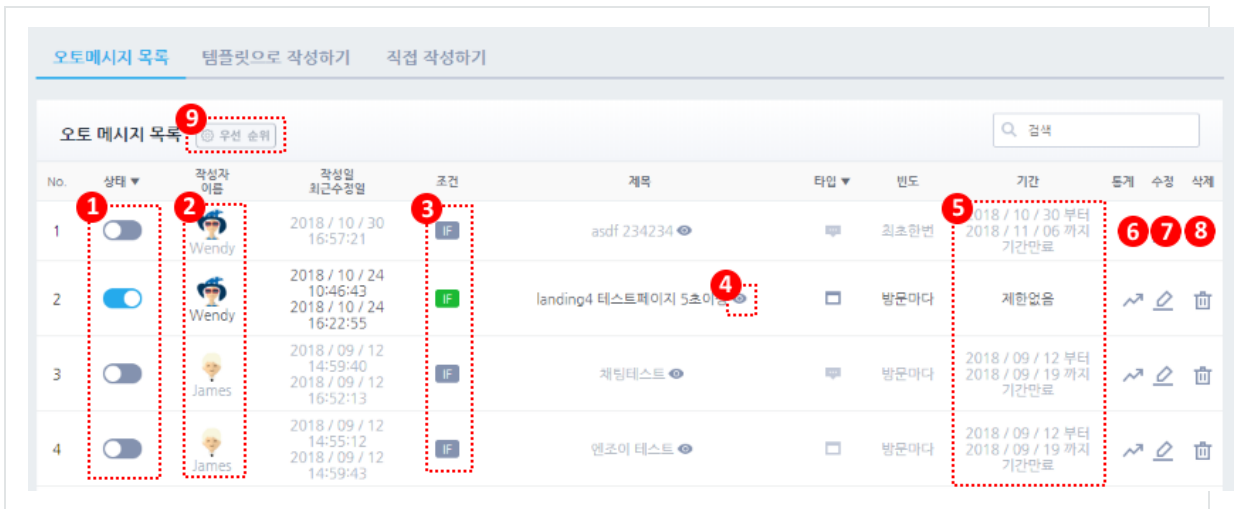 오토메시지 목록 템플릿으로 작성하기 직접 작성하기
9
오토 메시지 목록 우선 순위 검색
No. 상태 ▼ 작성자 이름 작성일 최근수정일 조건 제목 타입 ▼ 빈도 기간 통계 수정 삭제
1 2 3 5
1 Wendy 2018 / 10 / 30 16:57:21 IF asdf 234234 최초한번 2018 / 10 / 30 부터 2018 / 11 / 06 까지 기간만료 6 7 8
4
2 Wendy 2018 / 10 / 24 10:46:43 2018 / 10 / 24 16:22:55 IF landing4 테스트페이지 5초 방문마다 제한없음
3 James 2018 / 09 / 12 14:59:40 2018 / 09 / 12 16:52:13 IF 채팅테스트 방문마다 2018 / 09 / 12 부터 2018 / 09 / 19 까지 기간만료
4 James 2018 / 09 / 12 14:55:12 2018 / 09 / 12 14:59:43 IF 엔조이 테스트 방문마다 2018 / 09 / 12 부터 2018 / 09 / 19 까지 기간만료